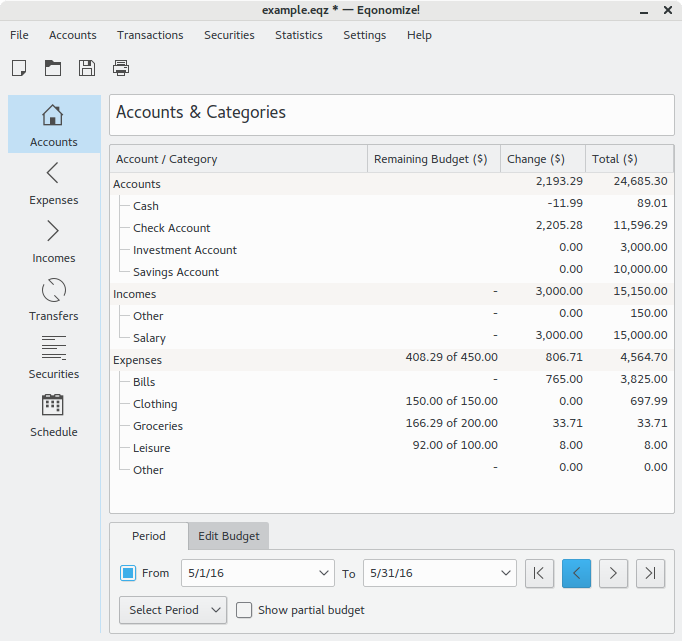 example.eqz * — Eqonomize!
File Accounts Transactions Securities Statistics Settings Help
Accounts & Categories
Accounts
Expenses
Incomes
Transfers
Securities
Schedule
Account / Category Remaining Budget ($) Change ($) Total ($)
Accounts 2,193.29 24,685.30
Cash -11.99 89.01
Check Account 2,205.28 11,596.29
Investment Account 0.00 3,000.00
Savings Account 0.00 10,000.00
Incomes - 3,000.00 15,150.00
Other - 0.00 150.00
Salary - 3,000.00 15,000.00
Expenses 408.29 of 450.00 806.71 4,564.70
Bills - 765.00 3,825.00
Clothing 150.00 of 150.00 0.00 697.99
Groceries 166.29 of 200.00 33.71 33.71
Leisure 92.00 of 100.00 8.00 8.00
Other - 0.00 0.00
Period Edit Budget
From 5/1/16 To 5/31/16
Select Period Show partial budget